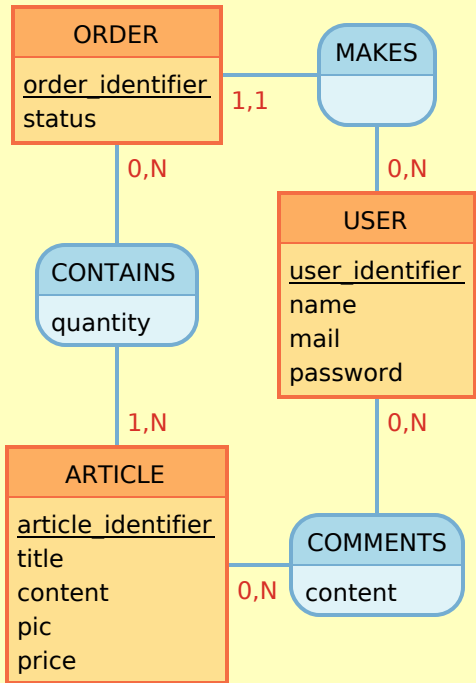 ORDER
order_identifier
status
1,1
MAKES
0,N
0,N
USER
user_identifier
name
mail
password
CONTAINS
quantity
1,N
0,N
ARTICLE
article_identifier
title
content
pic
price
0,N
COMMENTS
content